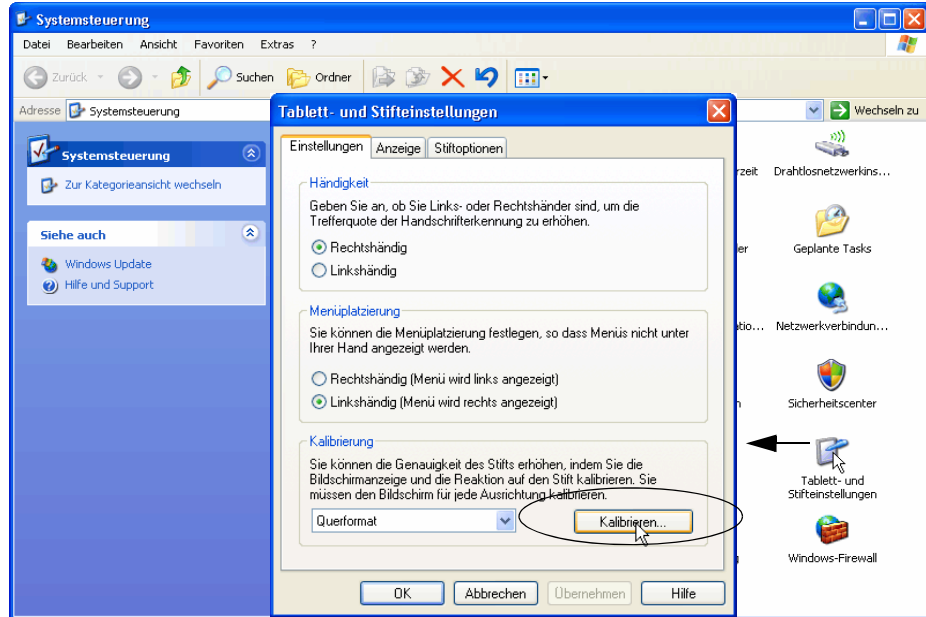 Systemsteuerung
Datei Bearbeiten Ansicht Favoriten Extras ?
Zurück Suchen Ordner
Adresse Systemsteuerung Wechseln zu
Systemsteuerung
Zur Kategorieansicht wechseln
Siehe auch
Windows Update
Hilfe und Support
Tablett- und Stifteinstellungen
Einstellungen Anzeige Stiftoptionen
Händigkeit
Geben Sie an, ob Sie Links- oder Rechtshänder sind, um die
Trefferquote der Handschrifterkennung zu erhöhen.
Rechtshändig
Linkshändig
Menüplatzierung
Sie können die Menüplatzierung festlegen, so dass Menüs nicht unter
Ihrer Hand angezeigt werden.
Rechtshändig (Menü wird links angezeigt)
Linkshändig (Menü wird rechts angezeigt)
Kalibrierung
Sie können die Genauigkeit des Stifts erhöhen, indem Sie die
Bildschirmanzeige und die Reaktion auf den Stift kalibrieren. Sie
müssen den Bildschirm für jede Ausrichtung kalibrieren.
Querformat Kalibrieren...
OK Abbrechen Übernehmen Hilfe
Drahtlosnetzwerkins...
Geplante Tasks
Netzwerkverbindun...
Sicherheitscenter
Tablett- und
Stifteinstellungen
Windows-Firewall